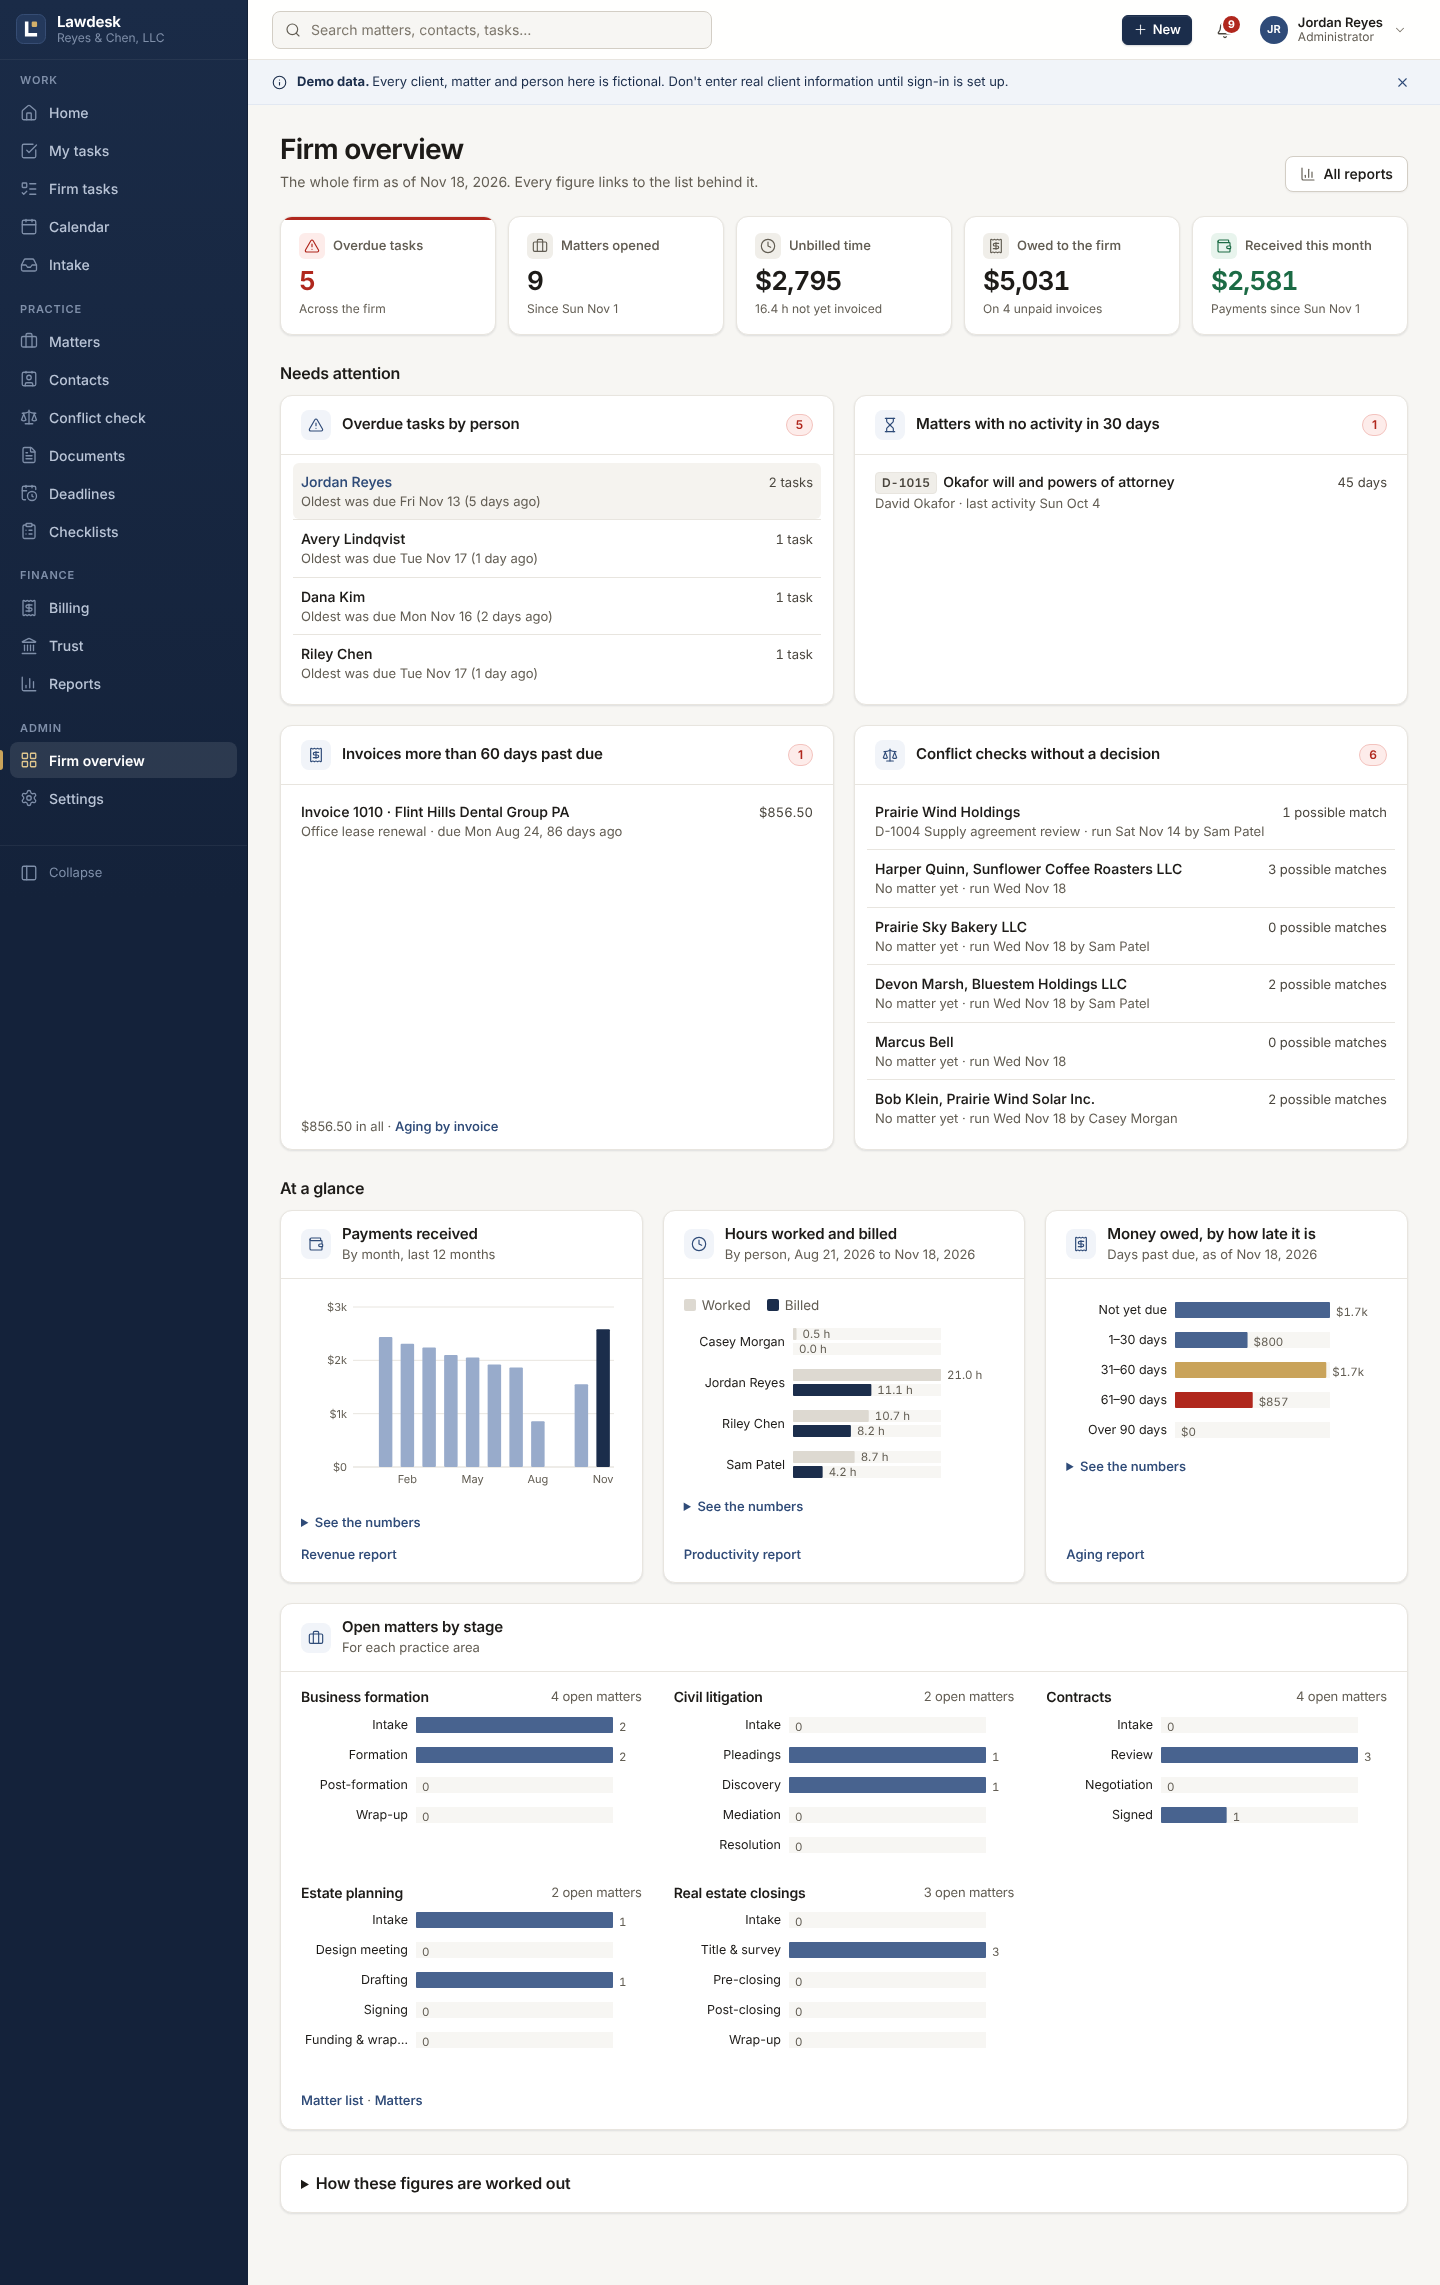 Lawdesk
Reyes & Chen, LLC
Search matters, contacts, tasks...
New
9
JR
Jordan Reyes
Administrator
WORK
Home
My tasks
Firm tasks
Calendar
Intake
PRACTICE
Matters
Contacts
Conflict check
Documents
Deadlines
Checklists
FINANCE
Billing
Trust
Reports
ADMIN
Firm overview
Settings
Collapse
Demo data. Every client, matter and person here is fictional. Don't enter real client information until sign-in is set up.
Firm overview
The whole firm as of Nov 18, 2026. Every figure links to the list behind it.
All reports
Overdue tasks
5
Across the firm
Matters opened
9
Since Sun Nov 1
Unbilled time
$2,795
16.4 h not yet invoiced
Owed to the firm
$5,031
On 4 unpaid invoices
Received this month
$2,581
Payments since Sun Nov 1
Needs attention
Overdue tasks by person
5
Jordan Reyes
2 tasks
Oldest was due Fri Nov 13 (5 days ago)
Avery Lindqvist
1 task
Oldest was due Tue Nov 17 (1 day ago)
Dana Kim
1 task
Oldest was due Mon Nov 16 (2 days ago)
Riley Chen
1 task
Oldest was due Tue Nov 17 (1 day ago)
Matters with no activity in 30 days
1
D-1015 Okafor will and powers of attorney
45 days
David Okafor · last activity Sun Oct 4
Invoices more than 60 days past due
1
Invoice 1010 · Flint Hills Dental Group PA
$856.50
Office lease renewal · due Mon Aug 24, 86 days ago
$856.50 in all · Aging by invoice
Conflict checks without a decision
6
Prairie Wind Holdings
1 possible match
D-1004 Supply agreement review · run Sat Nov 14 by Sam Patel
Harper Quinn, Sunflower Coffee Roasters LLC
3 possible matches
No matter yet · run Wed Nov 18
Prairie Sky Bakery LLC
0 possible matches
No matter yet · run Wed Nov 18 by Sam Patel
Devon Marsh, Bluestem Holdings LLC
2 possible matches
No matter yet · run Wed Nov 18 by Sam Patel
Marcus Bell
0 possible matches
No matter yet · run Wed Nov 18
Bob Klein, Prairie Wind Solar Inc.
2 possible matches
No matter yet · run Wed Nov 18 by Casey Morgan
At a glance
Payments received
By month, last 12 months
$3k
$2k
$1k
$0
Feb
May
Aug
Nov
See the numbers
Revenue report
Hours worked and billed
By person, Aug 21, 2026 to Nov 18, 2026
Worked
Billed
Casey Morgan
0.5 h
0.0 h
Jordan Reyes
21.0 h
11.1 h
Riley Chen
10.7 h
8.2 h
Sam Patel
8.7 h
4.2 h
See the numbers
Productivity report
Money owed, by how late it is
Days past due, as of Nov 18, 2026
Not yet due
$1.7k
1–30 days
$800
31–60 days
$1.7k
61–90 days
$857
Over 90 days
$0
See the numbers
Aging report
Open matters by stage
For each practice area
Business formation
4 open matters
Intake
2
Formation
2
Post-formation
0
Wrap-up
0
Civil litigation
2 open matters
Intake
0
Pleadings
1
Discovery
1
Mediation
0
Resolution
0
Contracts
4 open matters
Intake
0
Review
3
Negotiation
0
Signed
1
Estate planning
2 open matters
Intake
1
Design meeting
0
Drafting
1
Signing
0
Funding & wrap...
0
Real estate closings
3 open matters
Intake
0
Title & survey
3
Pre-closing
0
Post-closing
0
Wrap-up
0
Matter list · Matters
How these figures are worked out